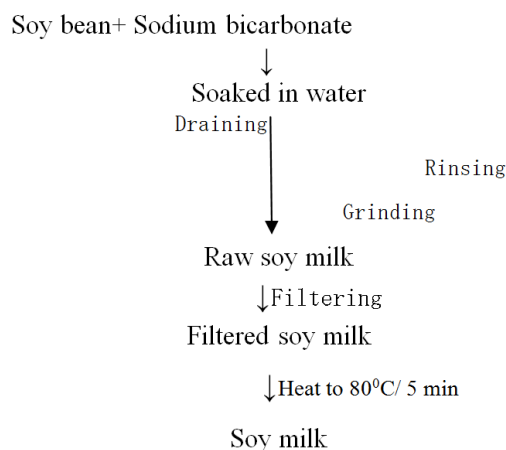 Soy bean+ Sodium bicarbonate
↓
Soaked in water
Draining
Rinsing
Grinding
Raw soy milk
↓Filtering
Filtered soy milk
↓Heat to 80⁰C/ 5 min
Soy milk